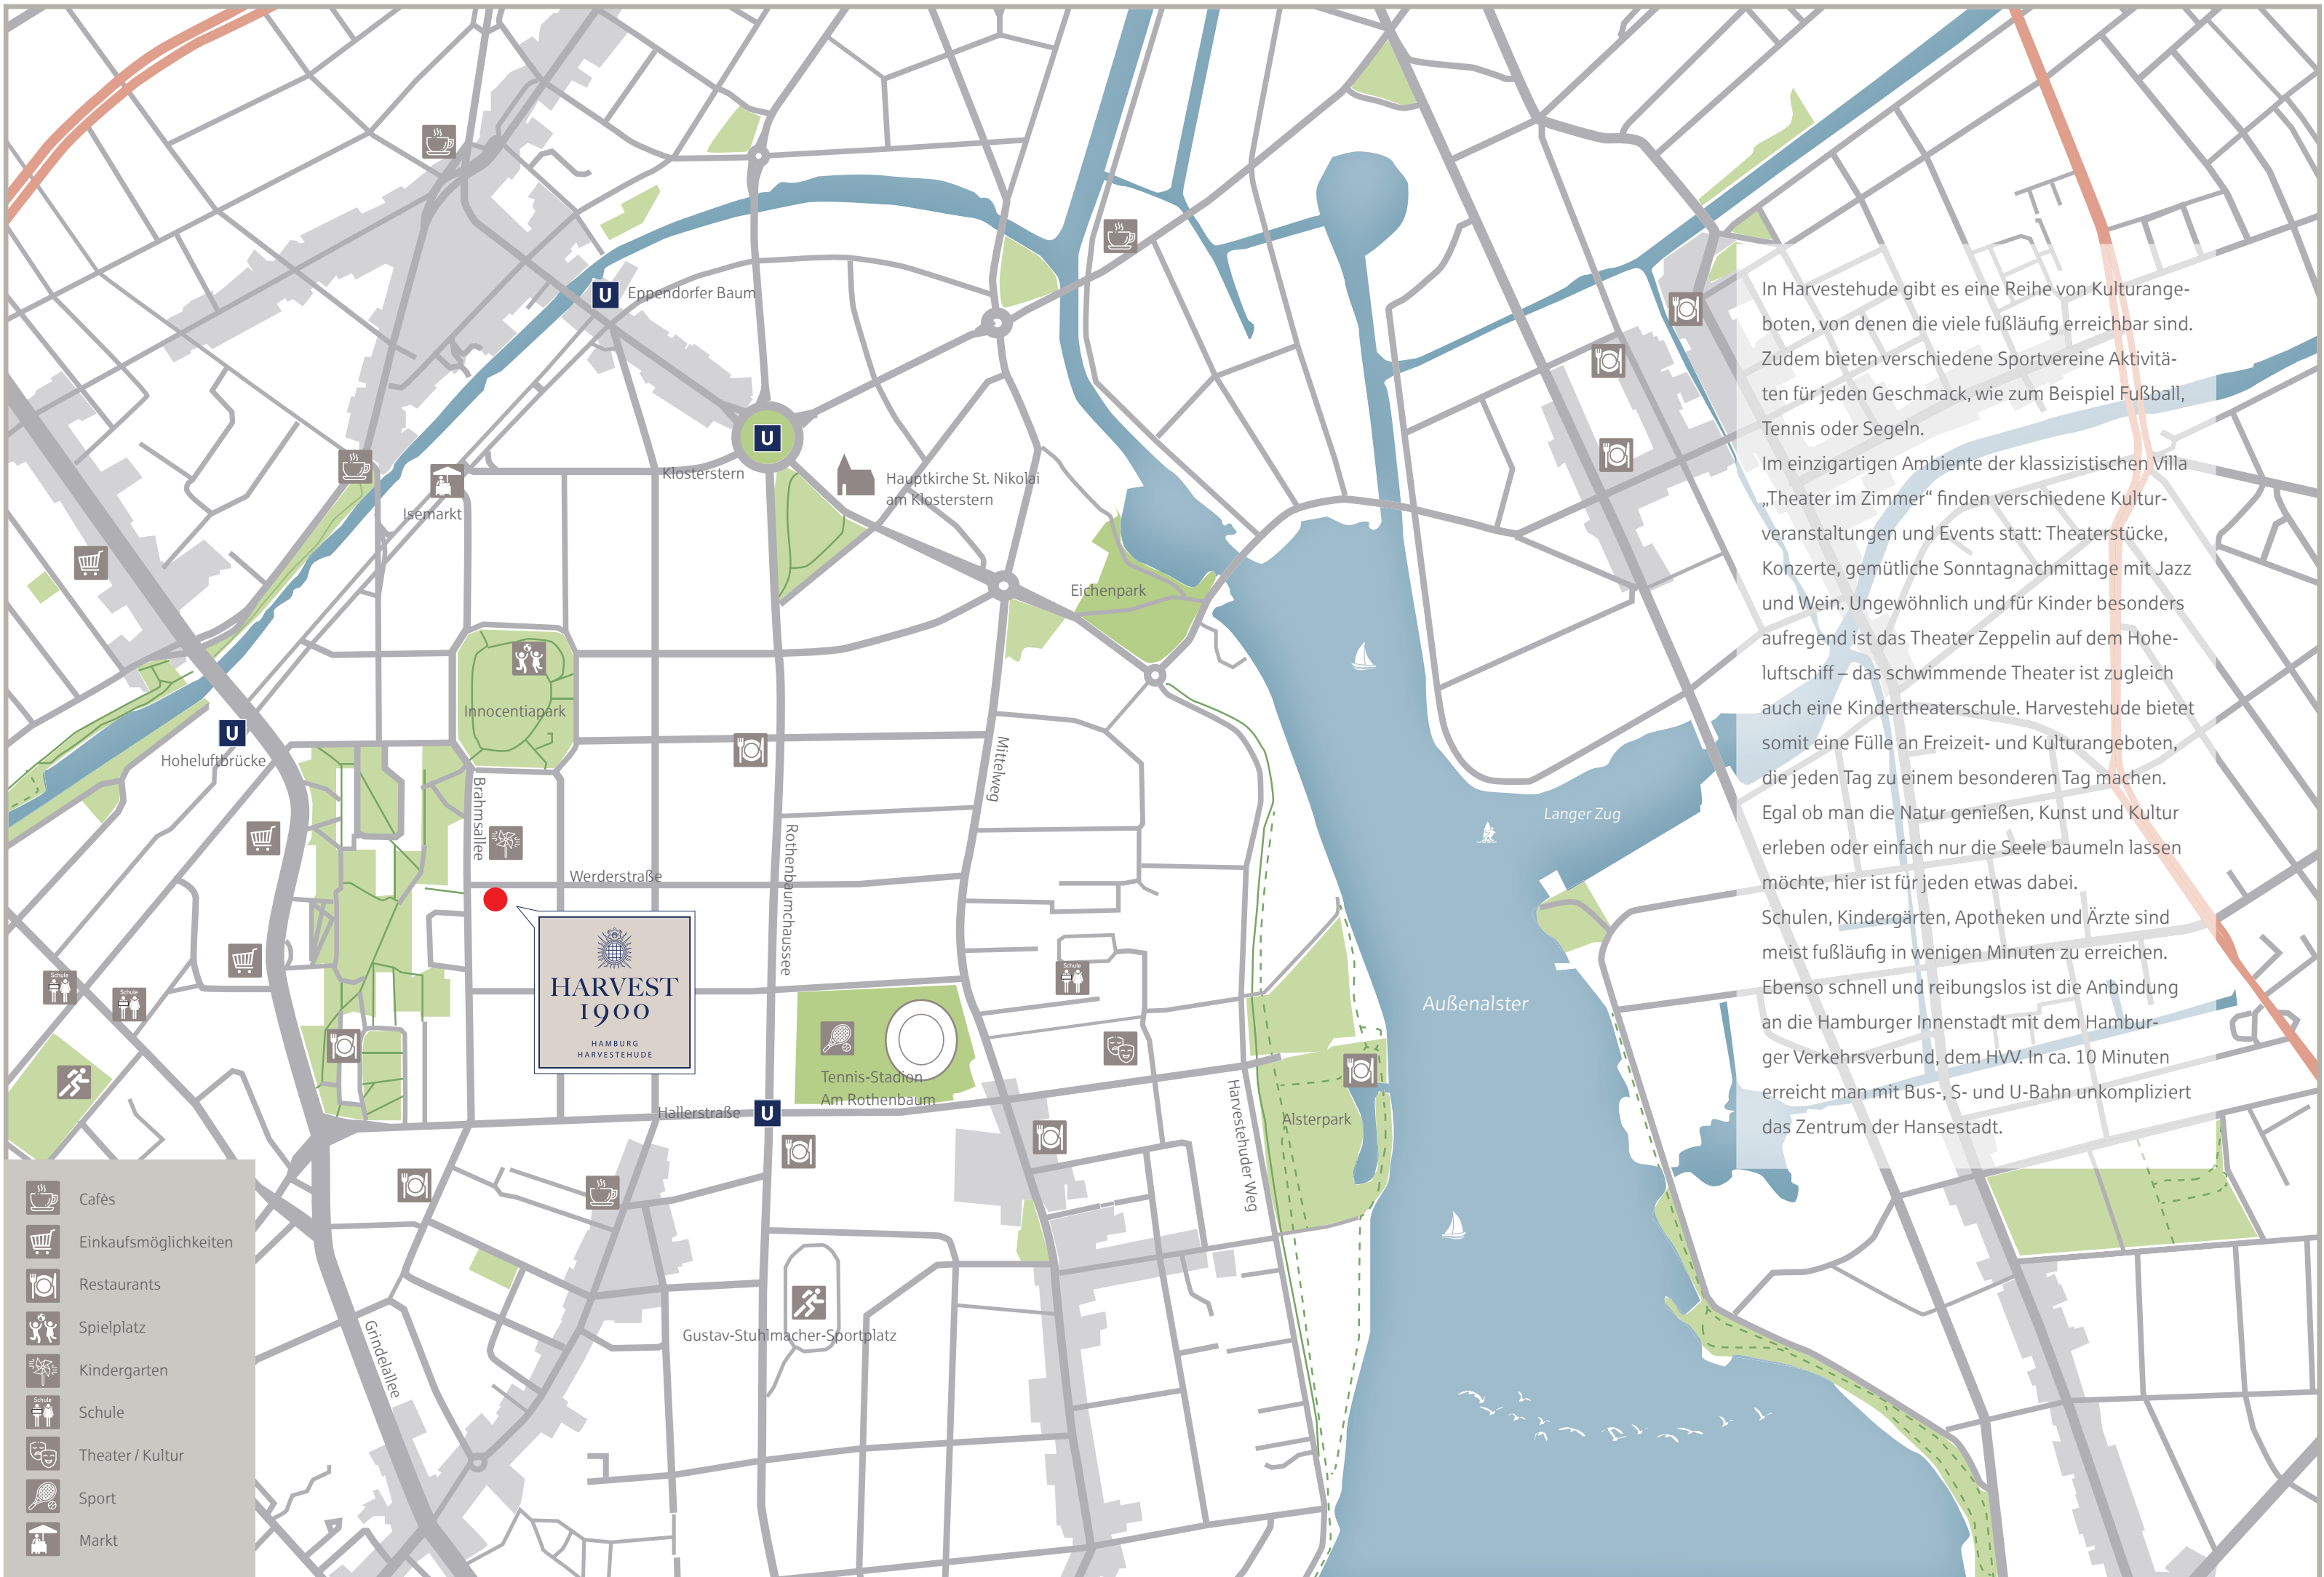 Eppendorfer Baum
U
U
Klosterstern
Hauptkirche St. Nikolai
am Klosterstern
Isemarkt
Eichenpark
Innocentiapark
U
Hoheluftbrücke
Mittelweg
Brahmsallee
Rothenbaumchaussee
Werderstraße
Langer Zug
HARVEST
1900
HAMBURG
HARVESTEHUDE
Schule
Schule
Schule
Außenalster
Tennis-Stadion
Am Rothenbaum
Hallerstraße
U
Harvestehuder Weg
Alsterpark
Gustav-Stuhlmacher-Sportplatz
Grindelallee
In Harvestehude gibt es eine Reihe von Kulturange-
boten, von denen die viele fußläufig erreichbar sind.
Zudem bieten verschiedene Sportvereine Aktivitä-
ten für jeden Geschmack, wie zum Beispiel Fußball,
Tennis oder Segeln.
Im einzigartigen Ambiente der klassizistischen Villa
„Theater im Zimmer“ finden verschiedene Kultur-
veranstaltungen und Events statt: Theaterstücke,
Konzerte, gemütliche Sonntagnachmittage mit Jazz
und Wein. Ungewöhnlich und für Kinder besonders
aufregend ist das Theater Zeppelin auf dem Hohe-
luftschiff – das schwimmende Theater ist zugleich
auch eine Kindertheaterschule. Harvestehude bietet
somit eine Fülle an Freizeit- und Kulturangeboten,
die jeden Tag zu einem besonderen Tag machen.
Egal ob man die Natur genießen, Kunst und Kultur
erleben oder einfach nur die Seele baumeln lassen
möchte, hier ist für jeden etwas dabei.
Schulen, Kindergärten, Apotheken und Ärzte sind
meist fußläufig in wenigen Minuten zu erreichen.
Ebenso schnell und reibungslos ist die Anbindung
an die Hamburger Innenstadt mit dem Hambur-
ger Verkehrsverbund, dem HVV. In ca. 10 Minuten
erreicht man mit Bus-, S- und U-Bahn unkompliziert
das Zentrum der Hansestadt.
Cafès
Einkaufsmöglichkeiten
Restaurants
Spielplatz
Kindergarten
Schule
Schule
Theater / Kultur
Sport
Markt